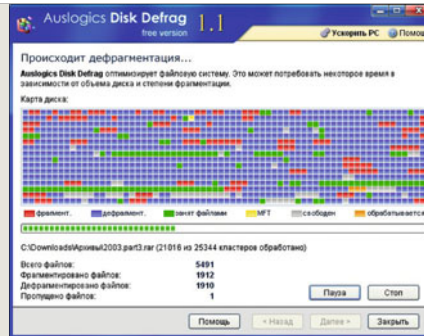 Auslogics Disk Defrag 1.1
free version
Ускорить PC Помощ
Происходит дефрагментация...
Auslogics Disk Defrag оптимизирует файловую систему. Это может потребовать некоторое время в
зависимости от объема диска и степени фрагментации.
Карта диска:
фрагмент. дефрагмент. занят файлами MFT свободен обрабатывается
C:\Downloads\Архивы\2003.part3.rar (21016 из 25344 кластеров обработано)
Всего файлов: 5491
Фрагментировано файлов: 1912
Дефрагментировано файлов: 1910
Пропущено файлов: 1
Пауза Стоп
Помощь < Назад Далее > Закрыть